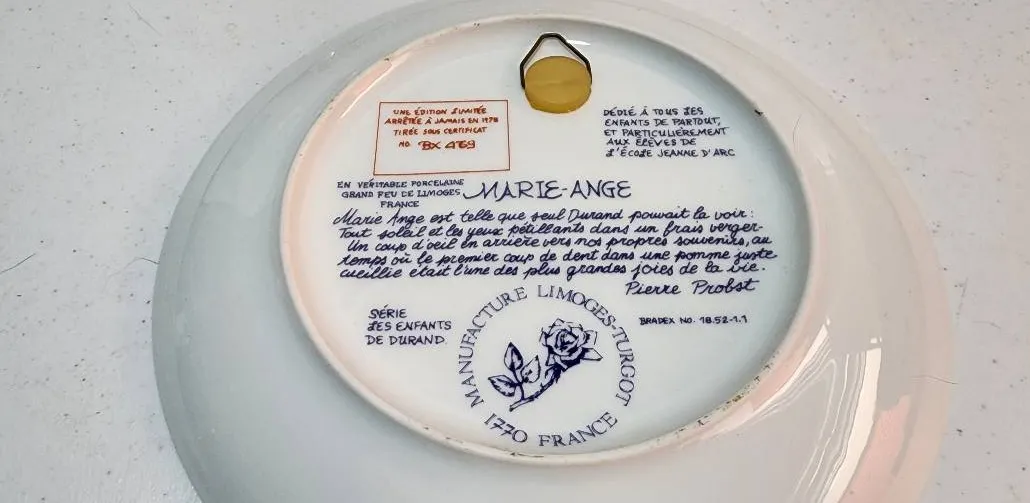 UNE ÉDITION LIMITÉE
ARRÊTÉE À JAMAIS EN 1978
TIRÉE SOUS CERTIFICAT
NO. BX 469
DÉDIÉ À TOUS LES
ENFANTS DE PARTOUT,
ET PARTICULIÈREMENT
AUX ÉLÈVES DE
L'ÉCOLE JEANNE D'ARC
EN VÉRITABLE PORCELAINE
GRAND FEU DE LIMOGES
FRANCE
MARIE-ANGE
Marie Ange est telle que seul Durand pouvait la voir:
Tout soleil et les yeux pétillants dans un frais verger-
Un coup d'oeil en arrière vers nos propres souvenirs, au
temps où le premier coup de dent dans une pomme juste
cueillie était l'une des plus grandes joies de la vie.
Pierre Probst
SÉRIE
LES ENFANTS
DE DURAND.
BRADEX NO. 18.52-1.1
MANUFACTURE LIMOGES-TURGOT
1770 FRANCE